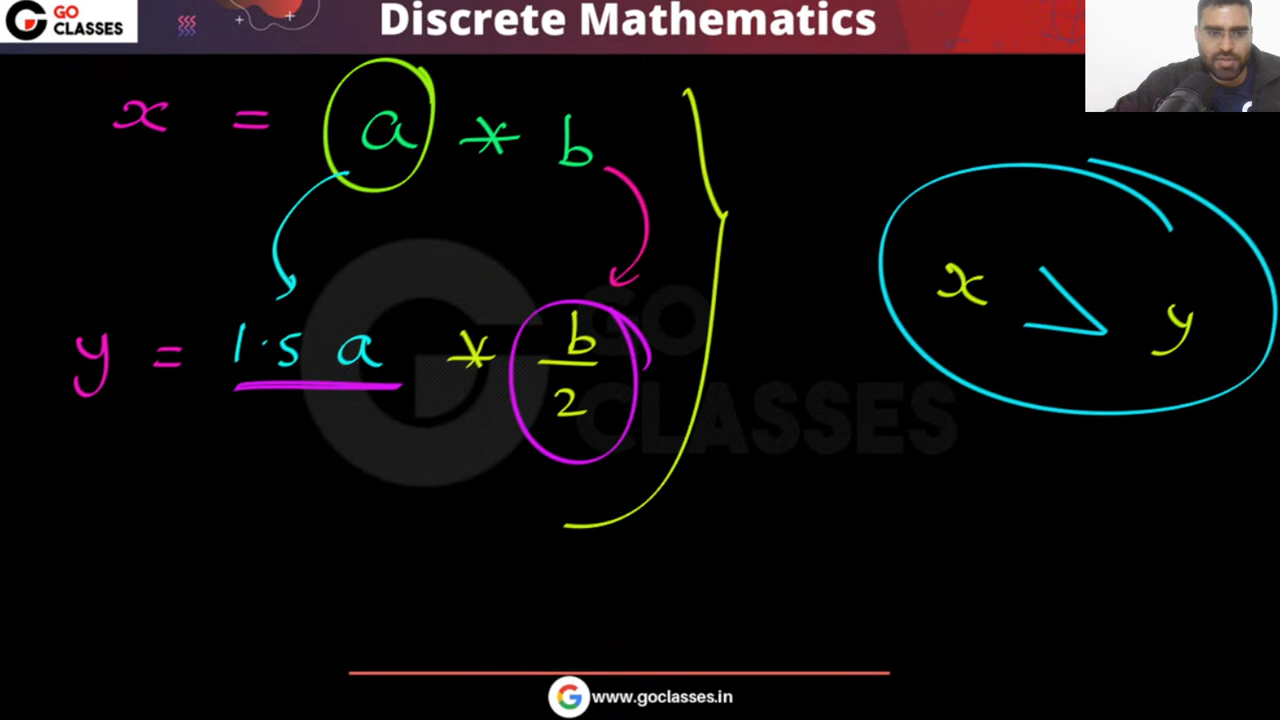 GO
CLASSES
Discrete Mathematics
x = a * b
x > y
y = 1.5 a * b/2
GO
CLASSES
www.goclasses.in